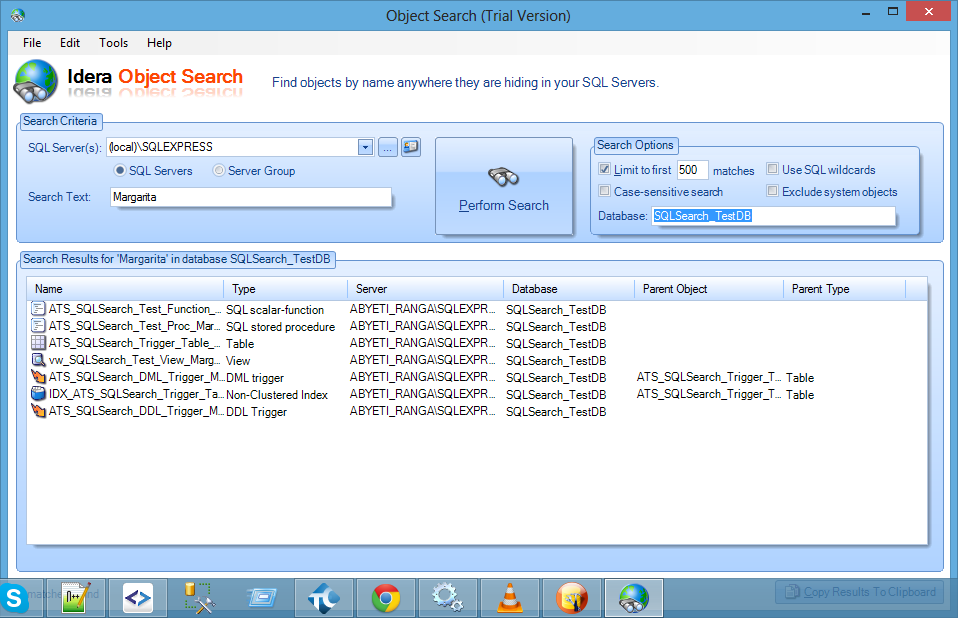 Object Search (Trial Version)
File Edit Tools Help
Idera Object Search
Find objects by name anywhere they are hiding in your SQL Servers.
Search Criteria
SQL Server(s): (local)\SQLEXPRESS ...
SQL Servers Server Group
Search Text: Margarita
Perform Search
Search Options
Limit to first 500 matches Use SQL wildcards
Case-sensitive search Exclude system objects
Database: SQLSearch_TestDB
Search Results for 'Margarita' in database SQLSearch_TestDB
Name Type Server Database Parent Object Parent Type
ATS_SQLSearch_Test_Function_... SQL scalar-function ABYETI_RANGA\SQLEXPR... SQLSearch_TestDB
ATS_SQLSearch_Test_Proc_Mar... SQL stored procedure ABYETI_RANGA\SQLEXPR... SQLSearch_TestDB
ATS_SQLSearch_Trigger_Table_... Table ABYETI_RANGA\SQLEXPR... SQLSearch_TestDB
vw_SQLSearch_Test_View_Marg... View ABYETI_RANGA\SQLEXPR... SQLSearch_TestDB
ATS_SQLSearch_DML_Trigger_M... DML trigger ABYETI_RANGA\SQLEXPR... SQLSearch_TestDB ATS_SQLSearch_Trigger_T... Table
IDX_ATS_SQLSearch_Trigger_Ta... Non-Clustered Index ABYETI_RANGA\SQLEXPR... SQLSearch_TestDB ATS_SQLSearch_Trigger_T... Table
ATS_SQLSearch_DDL_Trigger_M... DDL Trigger ABYETI_RANGA\SQLEXPR... SQLSearch_TestDB
Copy Results To Clipboard